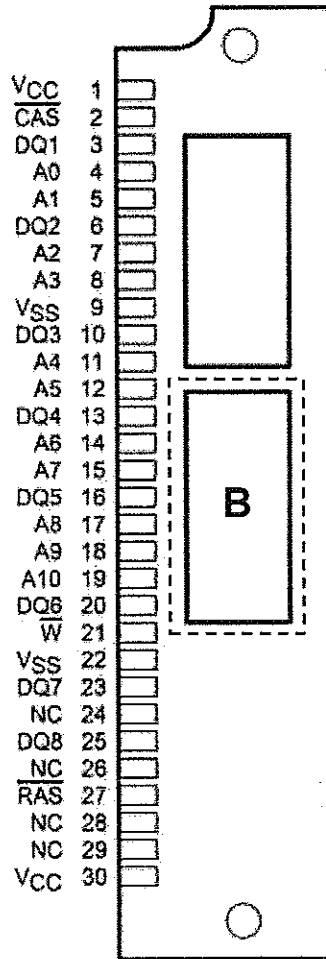 VCC 1
CAS 2
DQ1 3
A0 4
A1 5
DQ2 6
A2 7
A3 8
VSS 9
DQ3 10
A4 11
A5 12
DQ4 13
A6 14
A7 15
DQ5 16
A8 17
A9 18
A10 19
DQ6 20
W 21
VSS 22
DQ7 23
NC 24
DQ8 25
NC 26
RAS 27
NC 28
NC 29
VCC 30
B